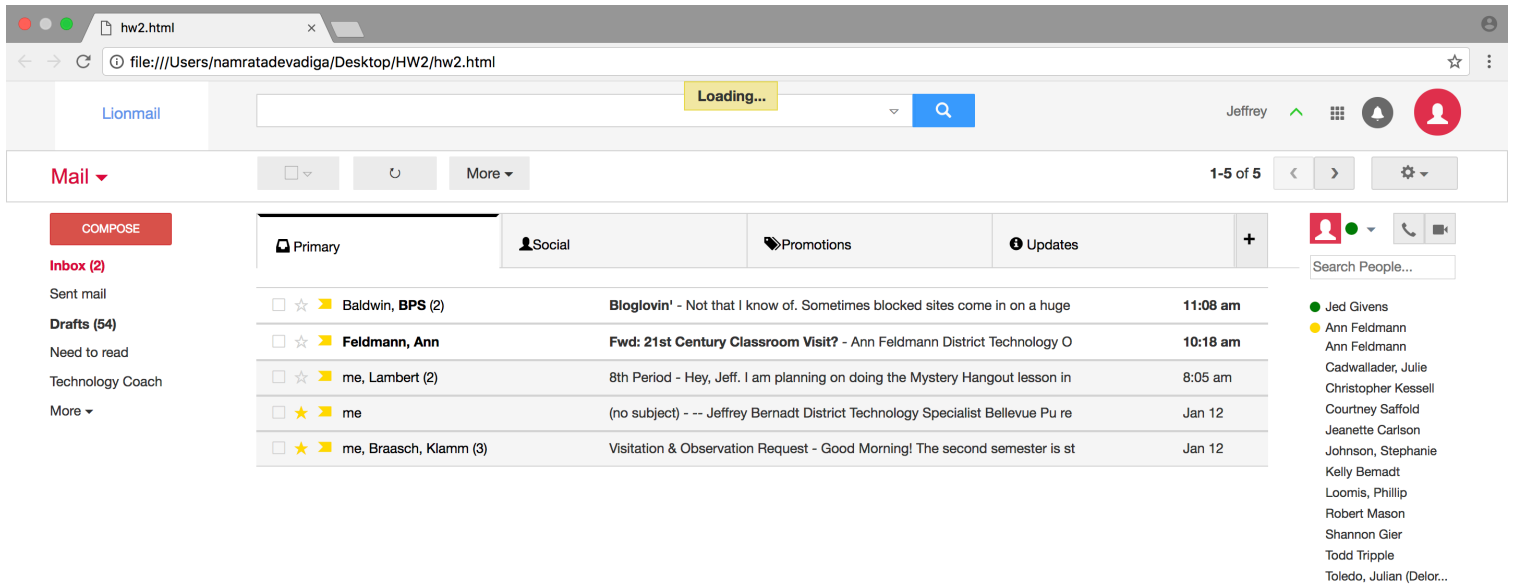 hw2.html
file:///Users/namratadevadiga/Desktop/HW2/hw2.html
Loading...
Lionmail
Jeffrey
Mail
More
1-5 of 5
COMPOSE
Inbox (2)
Sent mail
Drafts (54)
Need to read
Technology Coach
More
Primary
Social
Promotions
Updates
+
Baldwin, BPS (2) Bloglovin' - Not that I know of. Sometimes blocked sites come in on a huge 11:08 am
Feldmann, Ann Fwd: 21st Century Classroom Visit? - Ann Feldmann District Technology O 10:18 am
me, Lambert (2) 8th Period - Hey, Jeff. I am planning on doing the Mystery Hangout lesson in 8:05 am
me (no subject) - -- Jeffrey Bernadt District Technology Specialist Bellevue Pu re Jan 12
me, Braasch, Klamm (3) Visitation & Observation Request - Good Morning! The second semester is st Jan 12
Search People...
Jed Givens
Ann Feldmann
Ann Feldmann
Cadwallader, Julie
Christopher Kessell
Courtney Saffold
Jeanette Carlson
Johnson, Stephanie
Kelly Bemadt
Loomis, Phillip
Robert Mason
Shannon Gier
Todd Tripple
Toledo, Julian (Delor...